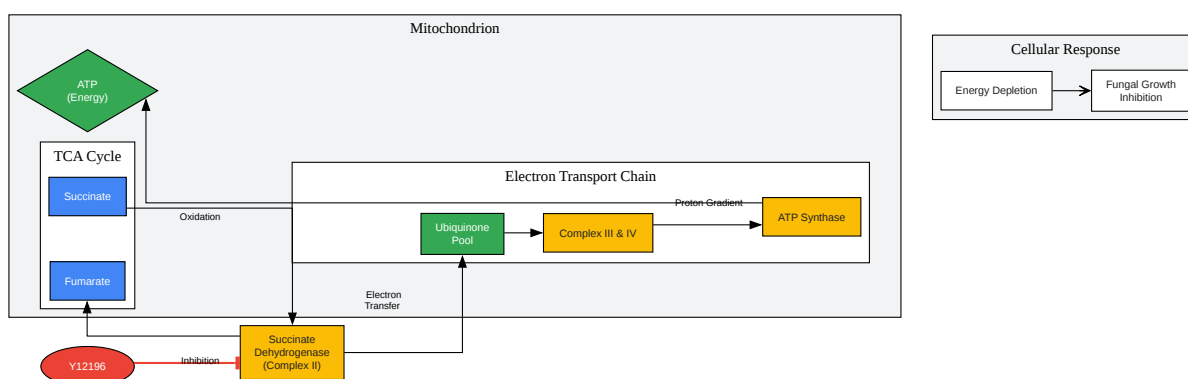 Mitochondrion
Cellular Response
ATP
(Energy)
Energy Depletion
Fungal Growth
Inhibition
TCA Cycle
Electron Transport Chain
Succinate
Oxidation
Proton Gradient
ATP Synthase
Ubiquinone
Pool
Complex III & IV
Fumarate
Electron
Transfer
Succinate
Dehydrogenase
(Complex II)
Inhibition
Y12196